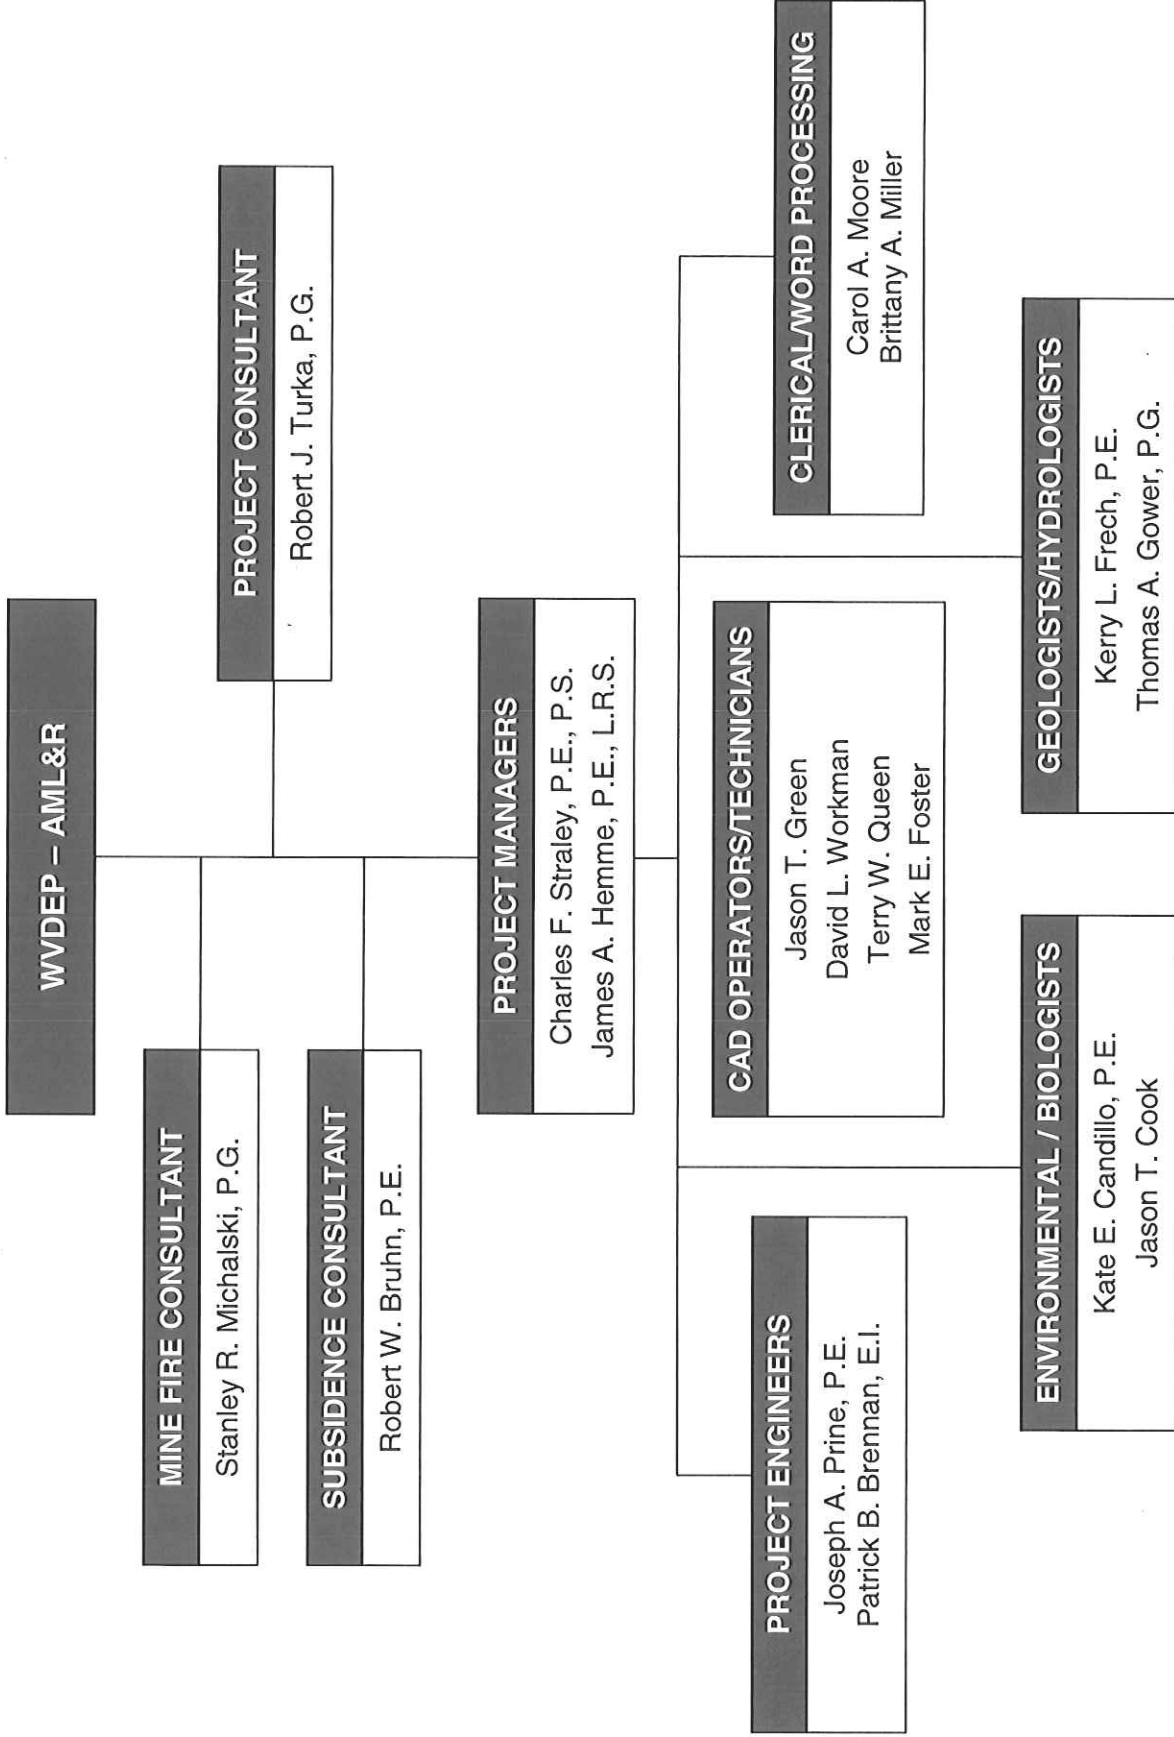 WVDEP – AML&R
MINE FIRE CONSULTANT
Stanley R. Michalski, P.G.
PROJECT CONSULTANT
Robert J. Turka, P.G.
SUBSIDENCE CONSULTANT
Robert W. Bruhn, P.E.
PROJECT MANAGERS
Charles F. Straley, P.E., P.S.
James A. Hemme, P.E., L.R.S.
PROJECT ENGINEERS
Joseph A. Prine, P.E.
Patrick B. Brennan, E.I.
CAD OPERATORS/TECHNICIANS
Jason T. Green
David L. Workman
Terry W. Queen
Mark E. Foster
CLERICAL/WORD PROCESSING
Carol A. Moore
Brittany A. Miller
ENVIRONMENTAL / BIOLOGISTS
Kate E. Candillo, P.E.
Jason T. Cook
GEOLOGISTS/HYDROLOGISTS
Kerry L. Frech, P.E.
Thomas A. Gower, P.G.